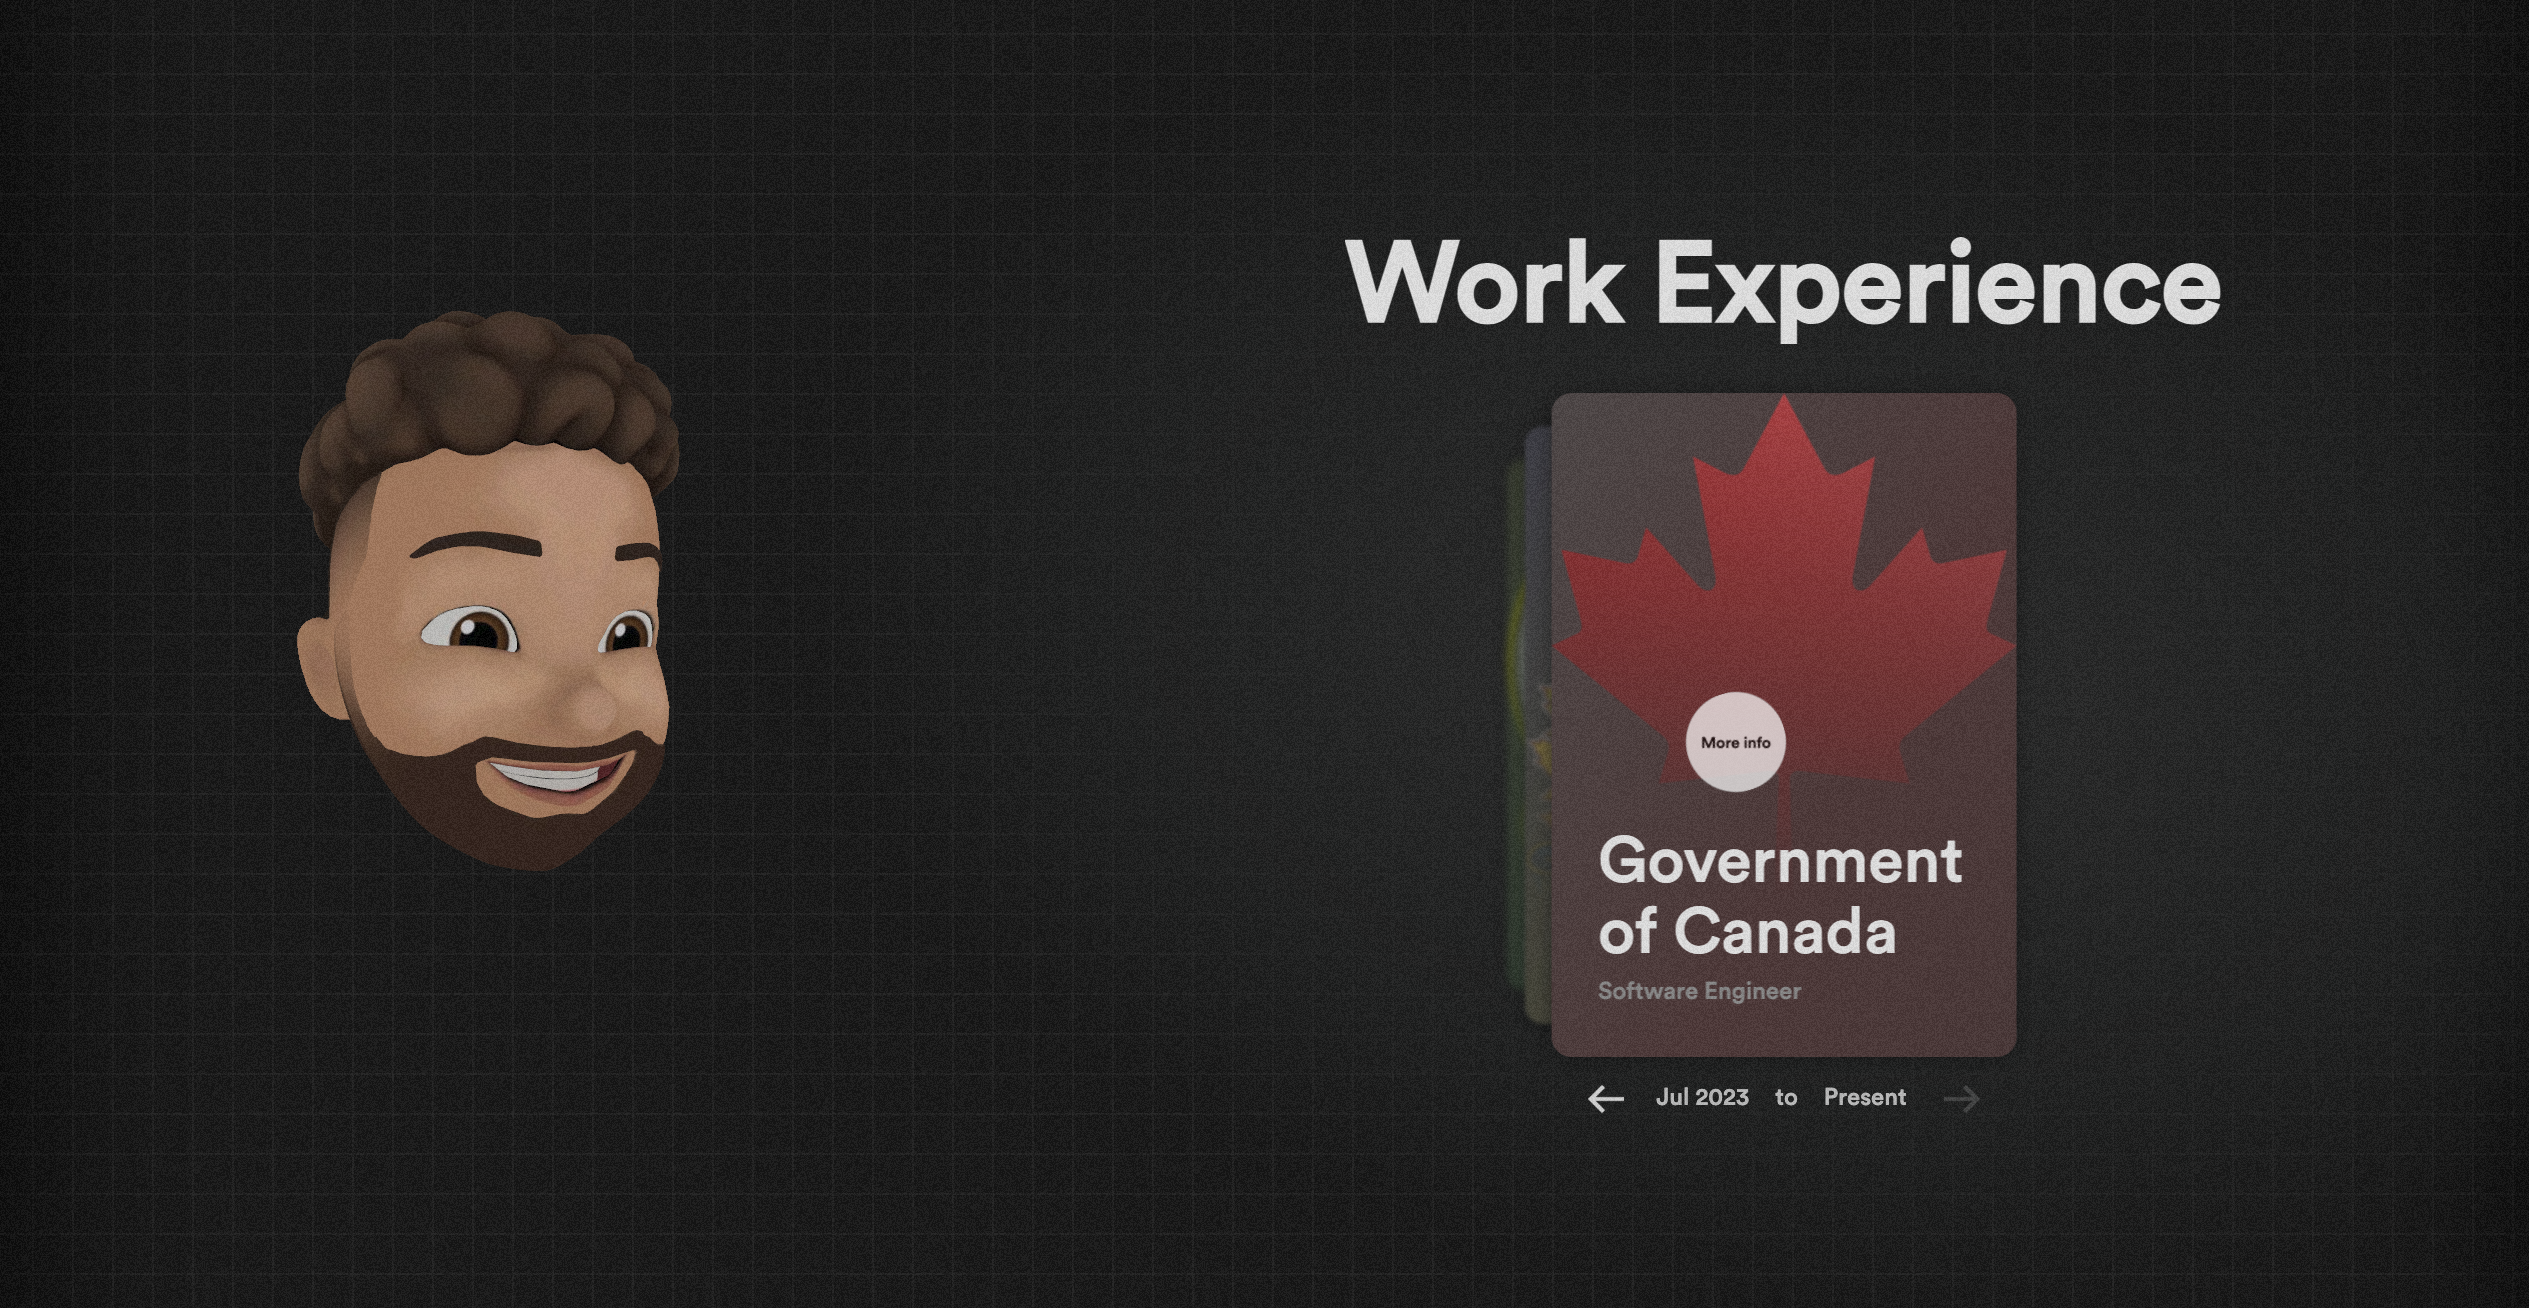 Work Experience
More info
Government
of Canada
Software Engineer
Jul 2023 to Present